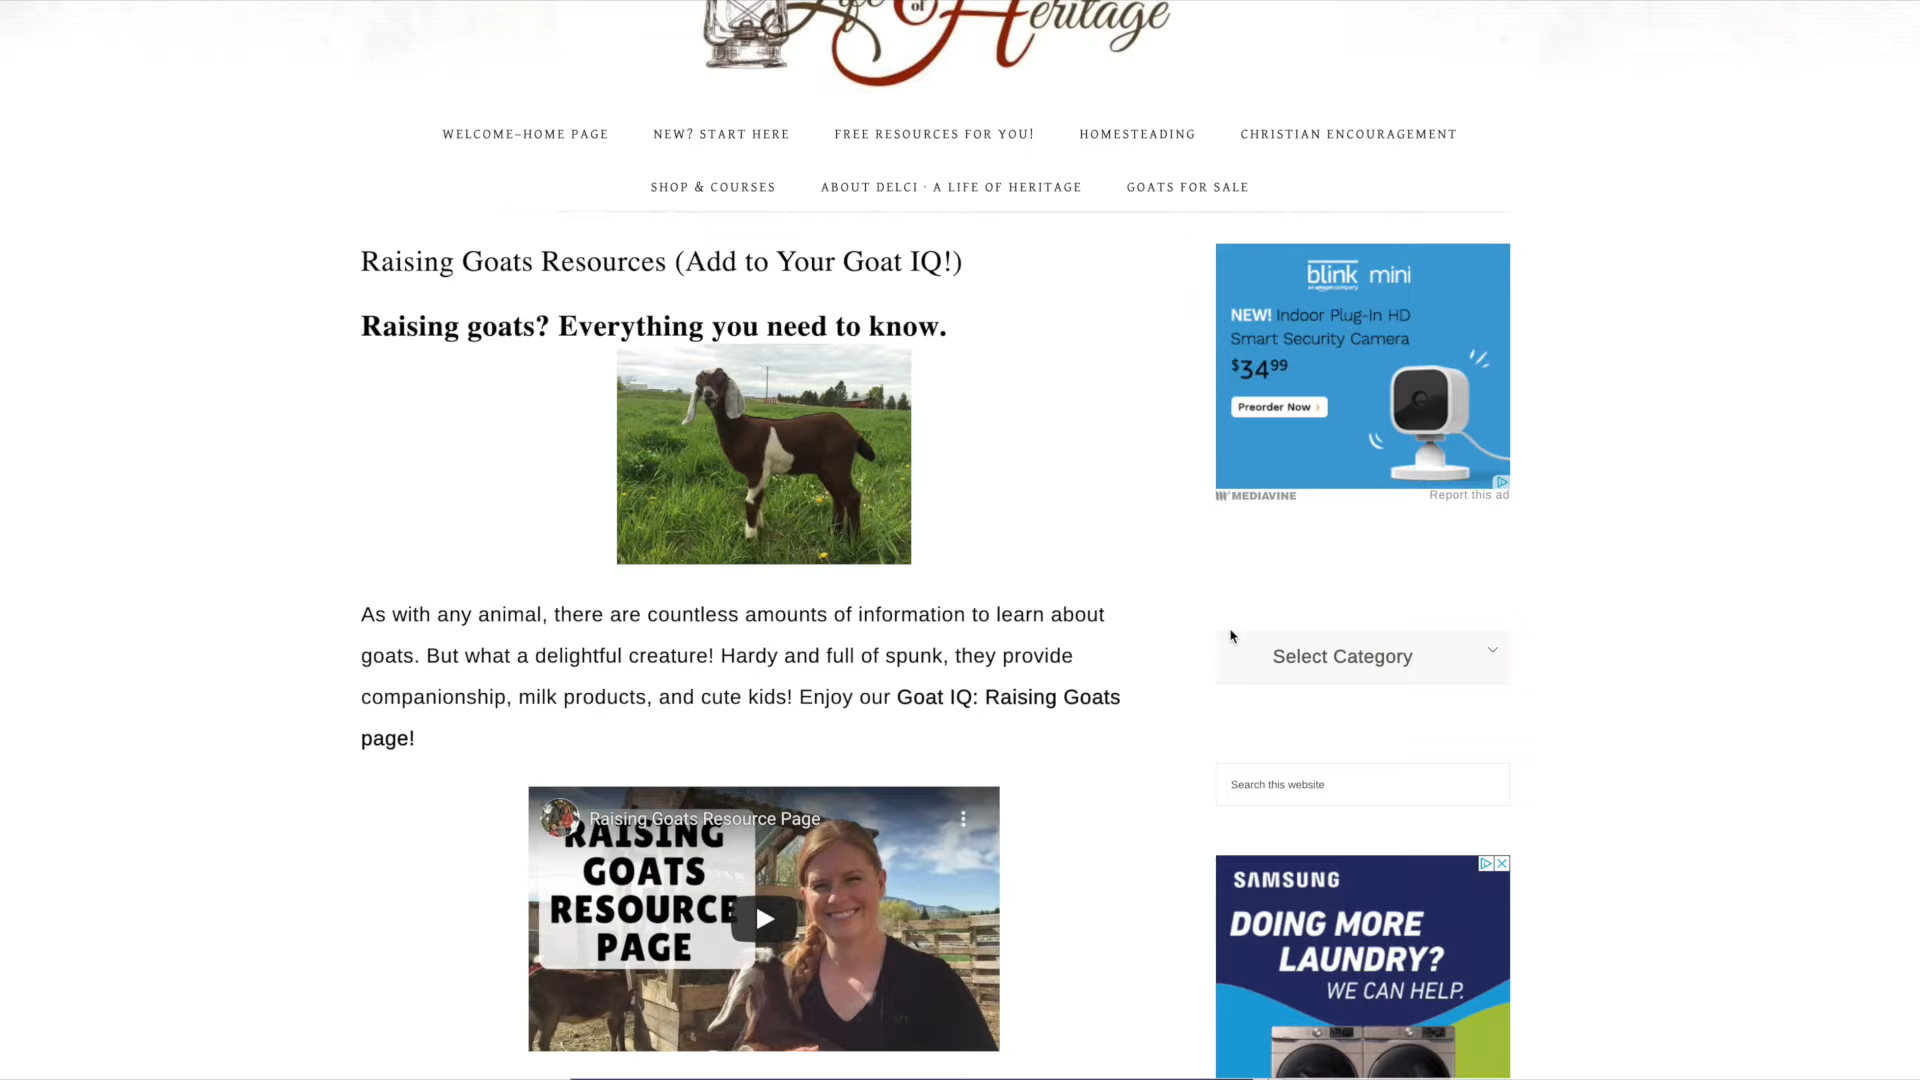 Life of Heritage
WELCOME–HOME PAGE NEW? START HERE FREE RESOURCES FOR YOU! HOMESTEADING CHRISTIAN ENCOURAGEMENT
SHOP & COURSES ABOUT DELCI · A LIFE OF HERITAGE GOATS FOR SALE
Raising Goats Resources (Add to Your Goat IQ!)
Raising goats? Everything you need to know.
As with any animal, there are countless amounts of information to learn about
goats. But what a delightful creature! Hardy and full of spunk, they provide
companionship, milk products, and cute kids! Enjoy our Goat IQ: Raising Goats
page!
Raising Goats Resource Page
RAISING
GOATS
RESOURCE
PAGE
blink mini
an amazon company
NEW! Indoor Plug-In HD
Smart Security Camera
$34.99
Preorder Now ›
MEDIAVINE Report this ad
Select Category
Search this website
SAMSUNG
DOING MORE
LAUNDRY?
WE CAN HELP.